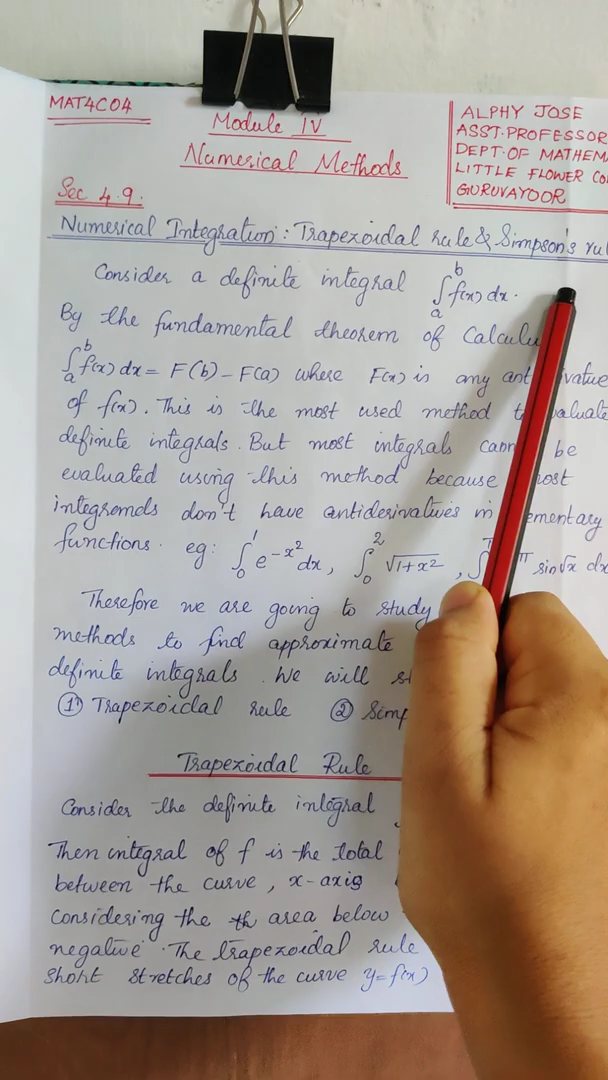 MAT4C04
Module IV
Numerical Methods
ALPHY JOSE
ASST. PROFESSOR
DEPT. OF MATHEMA
LITTLE FLOWER CO
GURUVAYOOR
Sec 4.9.
Numerical Integration: Trapezoidal rule & Simpson's rul
Consider a definite integral ∫_a^b f(x) dx.
By the fundamental theorem of Calculu
∫_a^b f(x) dx = F(b) - F(a) where F(x) is any ant ivative
of f(x). This is the most used method t valuate
definite integrals. But most integrals cann be
evaluated using this method because ost
integrands don't have antiderivatives in ementary
functions. eg: ∫_0^1 e^{-x^2} dx, ∫_0^2 √(1+x^2), ∫ sin√x dx
Therefore we are going to study
methods to find approximate
definite integrals. We will st
① Trapezoidal rule ② Simp
Trapezoidal Rule
Consider the definite integral
Then integral of f is the total
between the curve, x-axis
considering the th area below
negative. The trapezoidal rule
short stretches of the curve y=f(x)